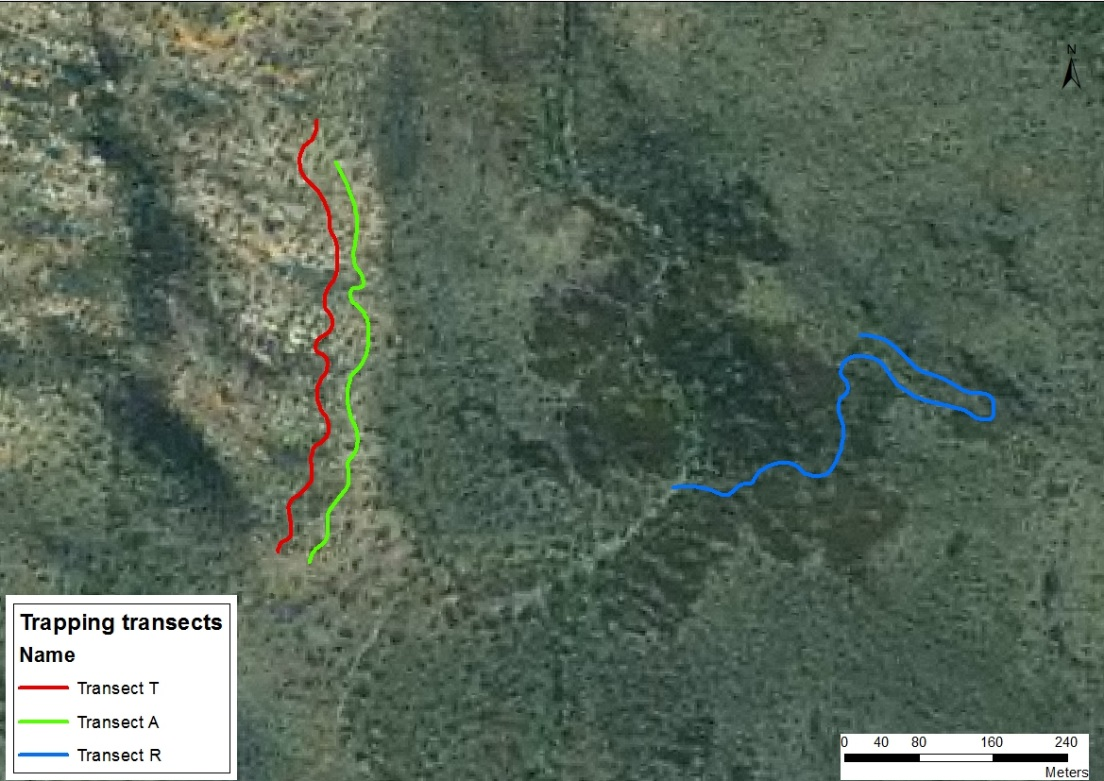 N
Trapping transects
Name
Transect T
Transect A
Transect R
0 40 80 160 240
Meters